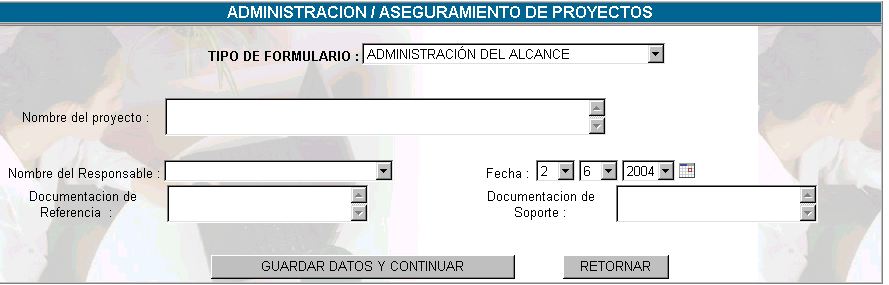 ADMINISTRACION / ASEGURAMIENTO DE PROYECTOS
TIPO DE FORMULARIO : ADMINISTRACIÓN DEL ALCANCE
Nombre del proyecto :
Nombre del Responsable : Fecha : 2 6 2004
Documentacion de Referencia :
Documentacion de Soporte :
GUARDAR DATOS Y CONTINUAR RETORNAR